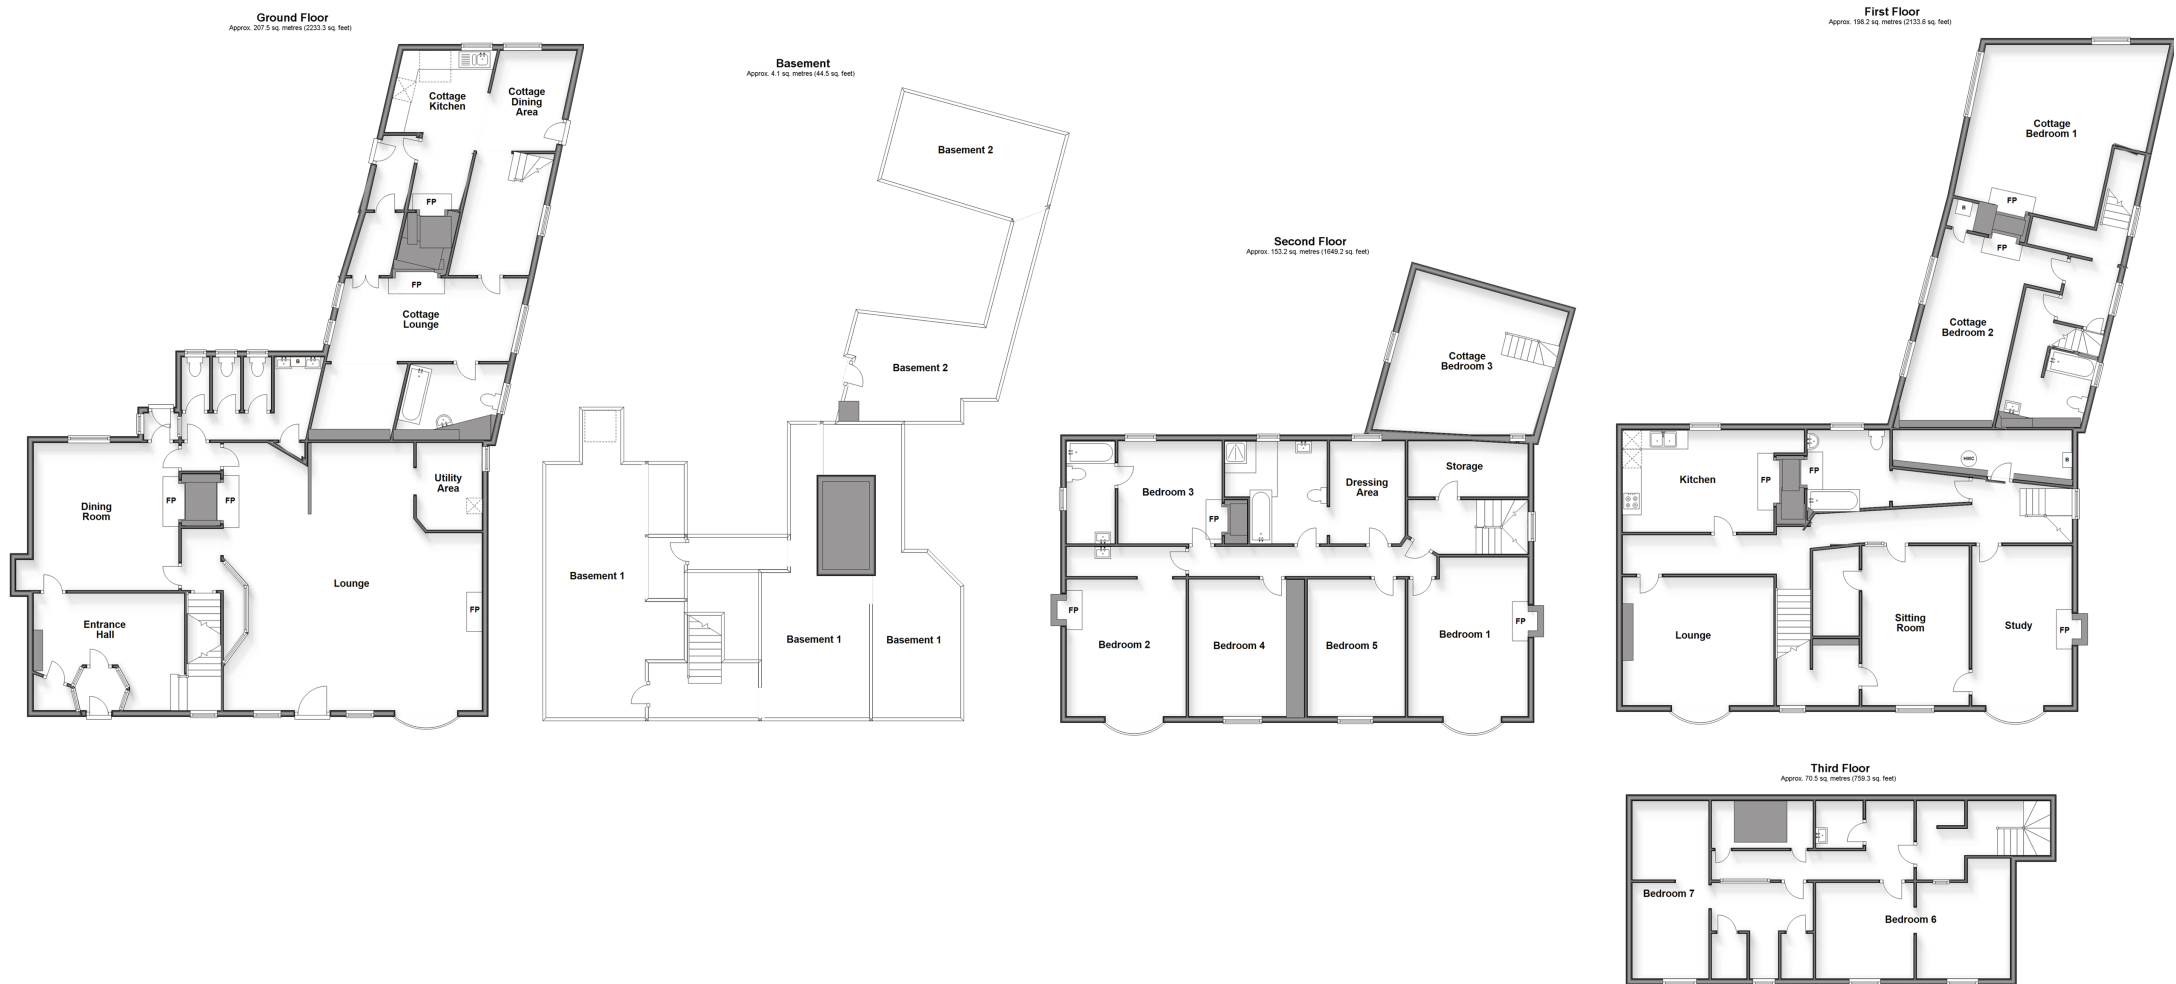 Ground Floor
Approx. 207.5 sq. metres (2233.3 sq. feet)
Cottage
Kitchen
Cottage
Dining
Area
FP
FP
Cottage
Lounge
B
Dining
Room
FP
FP
Utility
Area
Lounge
FP
Entrance
Hall
Basement
Approx. 4.1 sq. metres (44.5 sq. feet)
Basement 2
Basement 2
Basement 1
Basement 1
Basement 1
Second Floor
Approx. 153.2 sq. metres (1649.2 sq. feet)
Cottage
Bedroom 3
Storage
Dressing
Area
Bedroom 3
FP
FP
Bedroom 2
Bedroom 4
Bedroom 5
Bedroom 1
FP
First Floor
Approx. 198.2 sq. metres (2133.6 sq. feet)
Cottage
Bedroom 1
FP
B
FP
Cottage
Bedroom 2
Kitchen
FP
FP
HWC
B
Lounge
Sitting
Room
Study
FP
Third Floor
Approx. 70.5 sq. metres (759.3 sq. feet)
Bedroom 7
Bedroom 6